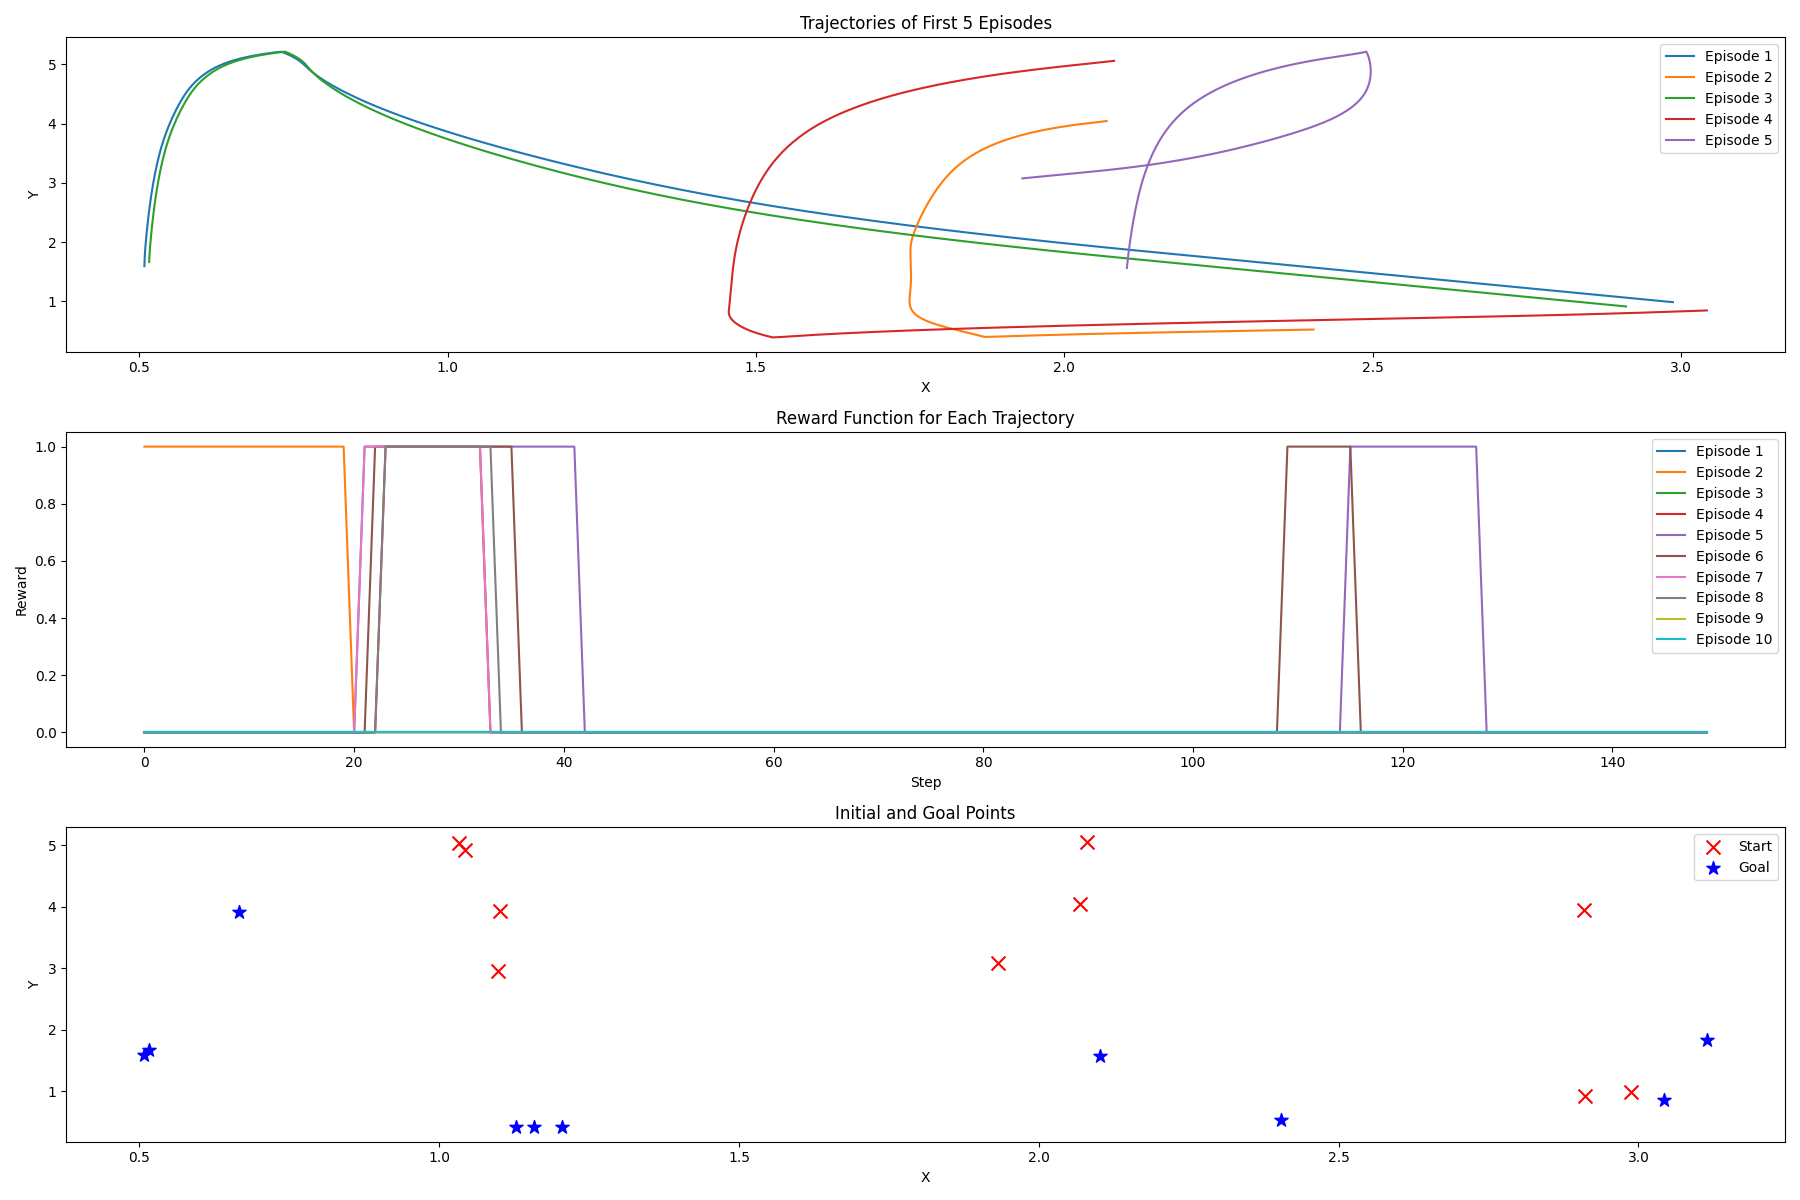 Trajectories of First 5 Episodes
5
4
3
2
1
Y
0.5 1.0 1.5 2.0 2.5 3.0
X
Episode 1
Episode 2
Episode 3
Episode 4
Episode 5
Reward Function for Each Trajectory
1.0
0.8
0.6
0.4
0.2
0.0
Reward
0 20 40 60 80 100 120 140
Step
Episode 1
Episode 2
Episode 3
Episode 4
Episode 5
Episode 6
Episode 7
Episode 8
Episode 9
Episode 10
Initial and Goal Points
5
4
3
2
1
Y
0.5 1.0 1.5 2.0 2.5 3.0
X
Start
Goal